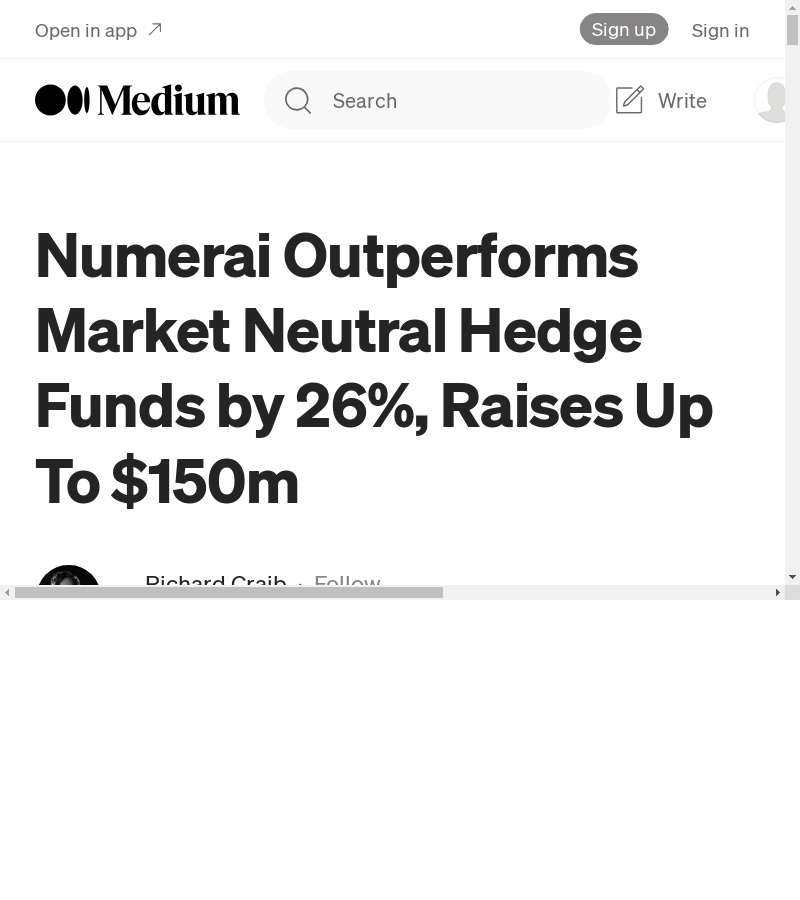 Open in app
Sign up
Sign in
Medium
Search
Write
Numerai Outperforms
Market Neutral Hedge
Funds by 26%, Raises Up
To $150m
Richard Craib · Follow